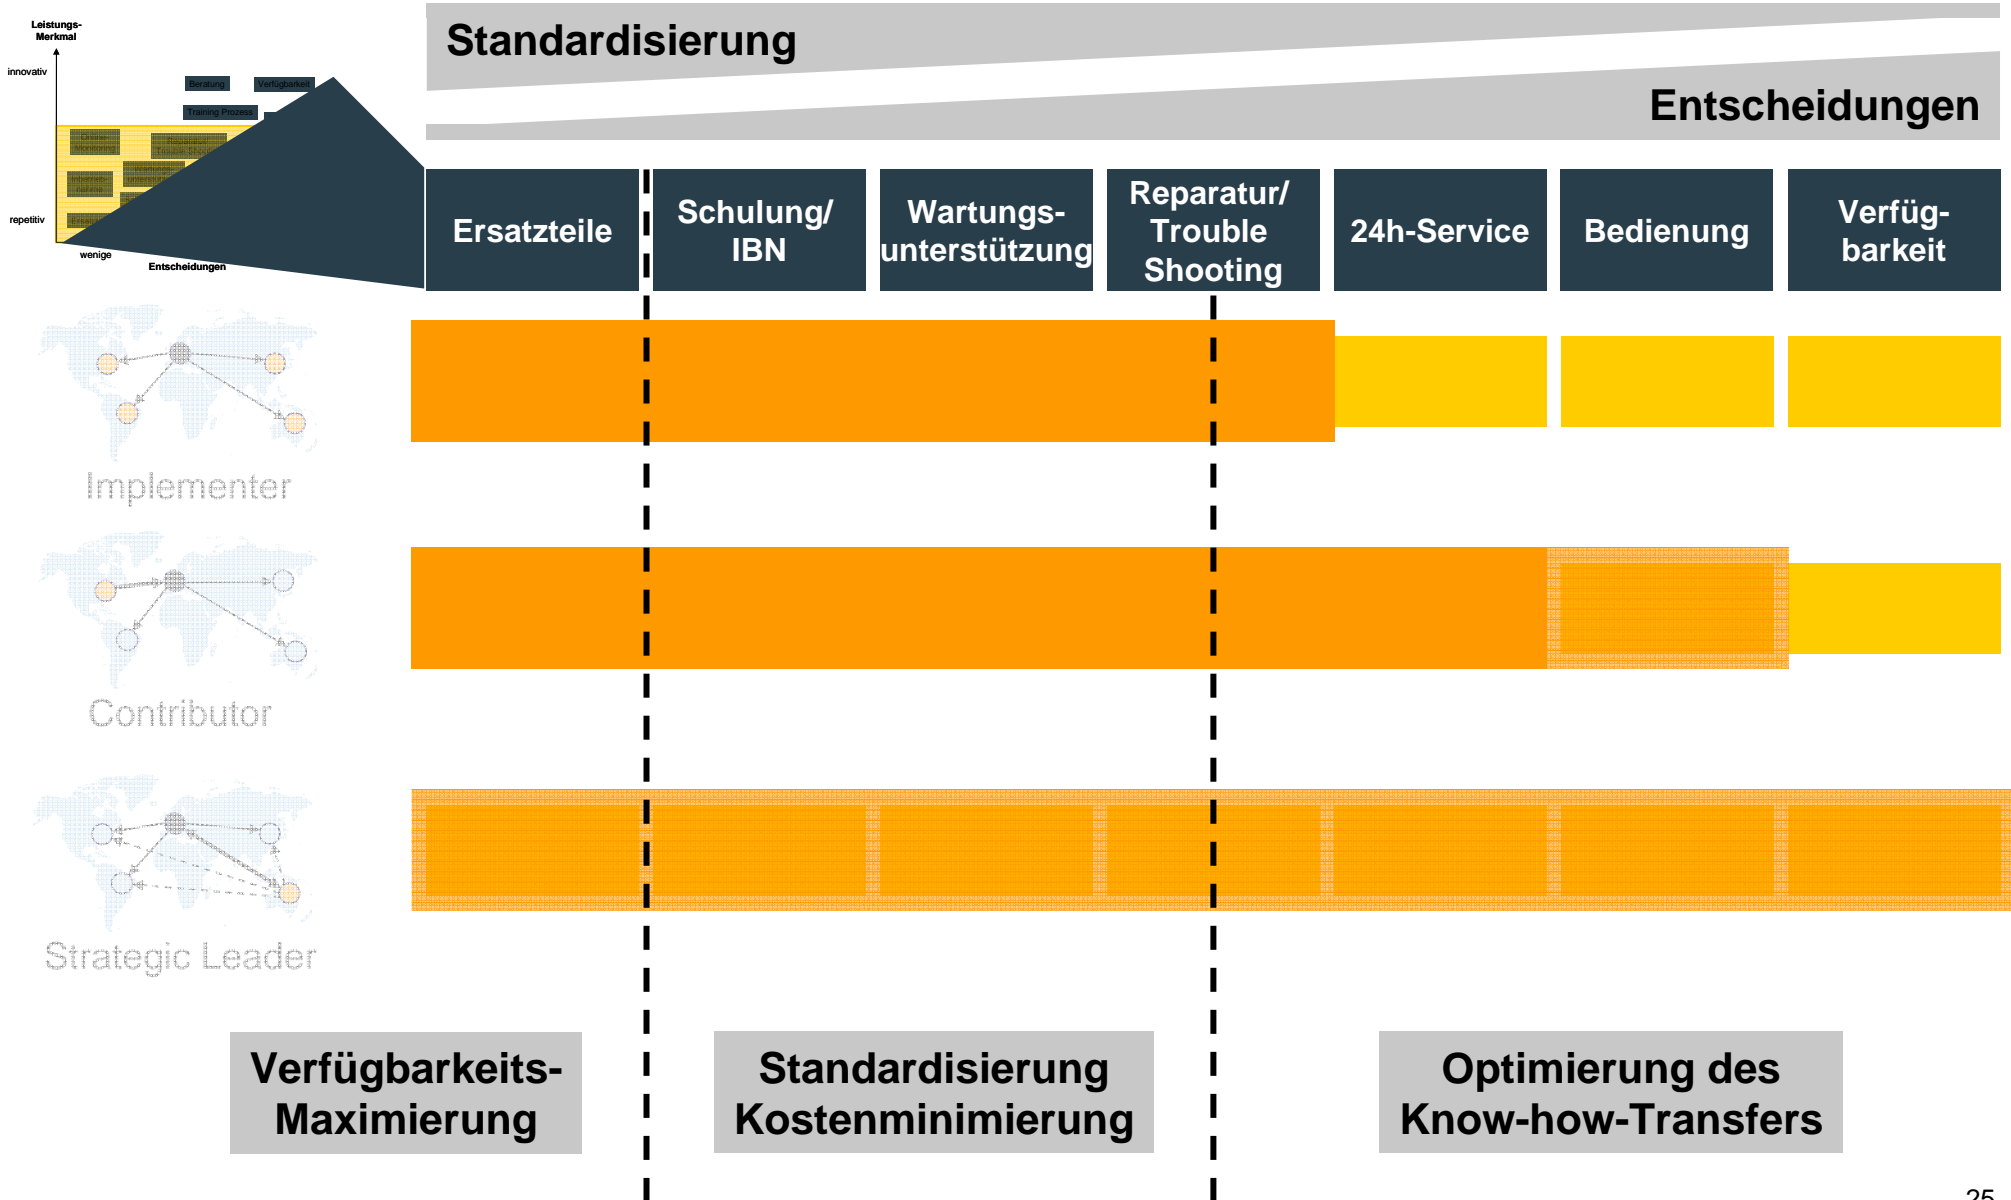 Leistungs-
Merkmal
innovativ
repetitiv
wenige
Entscheidungen
Beratung
Verfügbarkeit
Training Prozess
Standardisierung
Entscheidungen
Ersatzteile
Schulung/
IBN
Wartungs-
unterstützung
Reparatur/
Trouble
Shooting
24h-Service
Bedienung
Verfüg-
barkeit
Implementer
Contributor
Strategic Leader
Verfügbarkeits-
Maximierung
Standardisierung
Kostenminimierung
Optimierung des
Know-how-Transfers
25